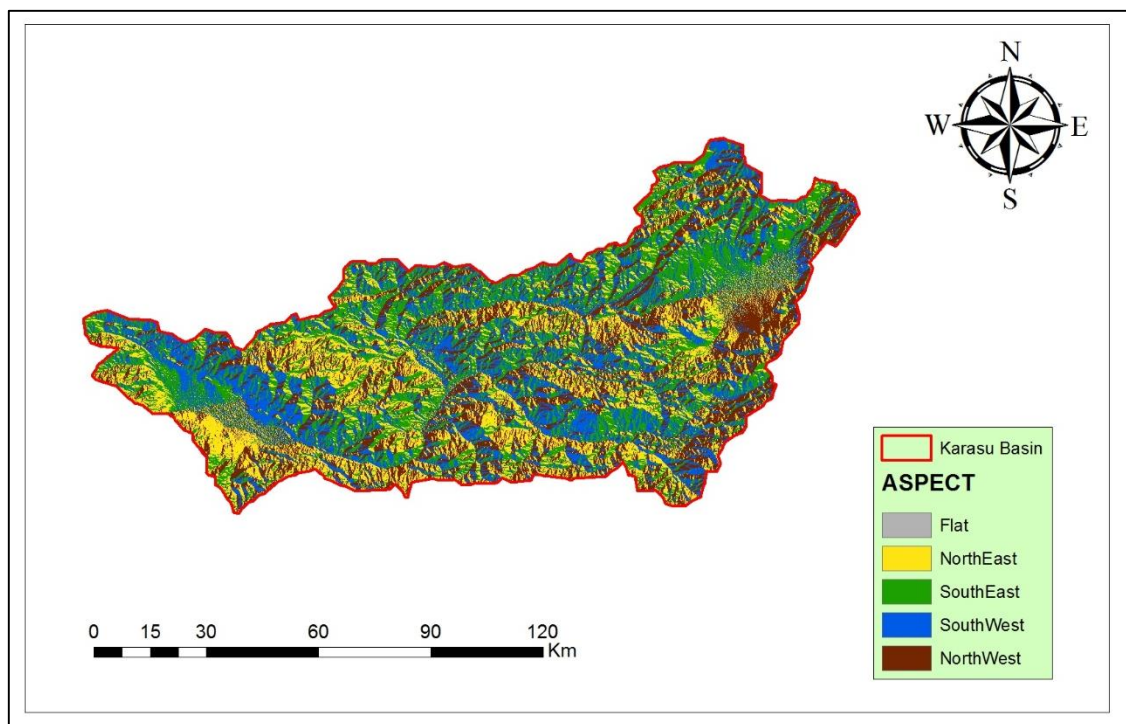 N
W E
S
Karasu Basin
ASPECT
Flat
NorthEast
SouthEast
SouthWest
NorthWest
0 15 30 60 90 120
Km